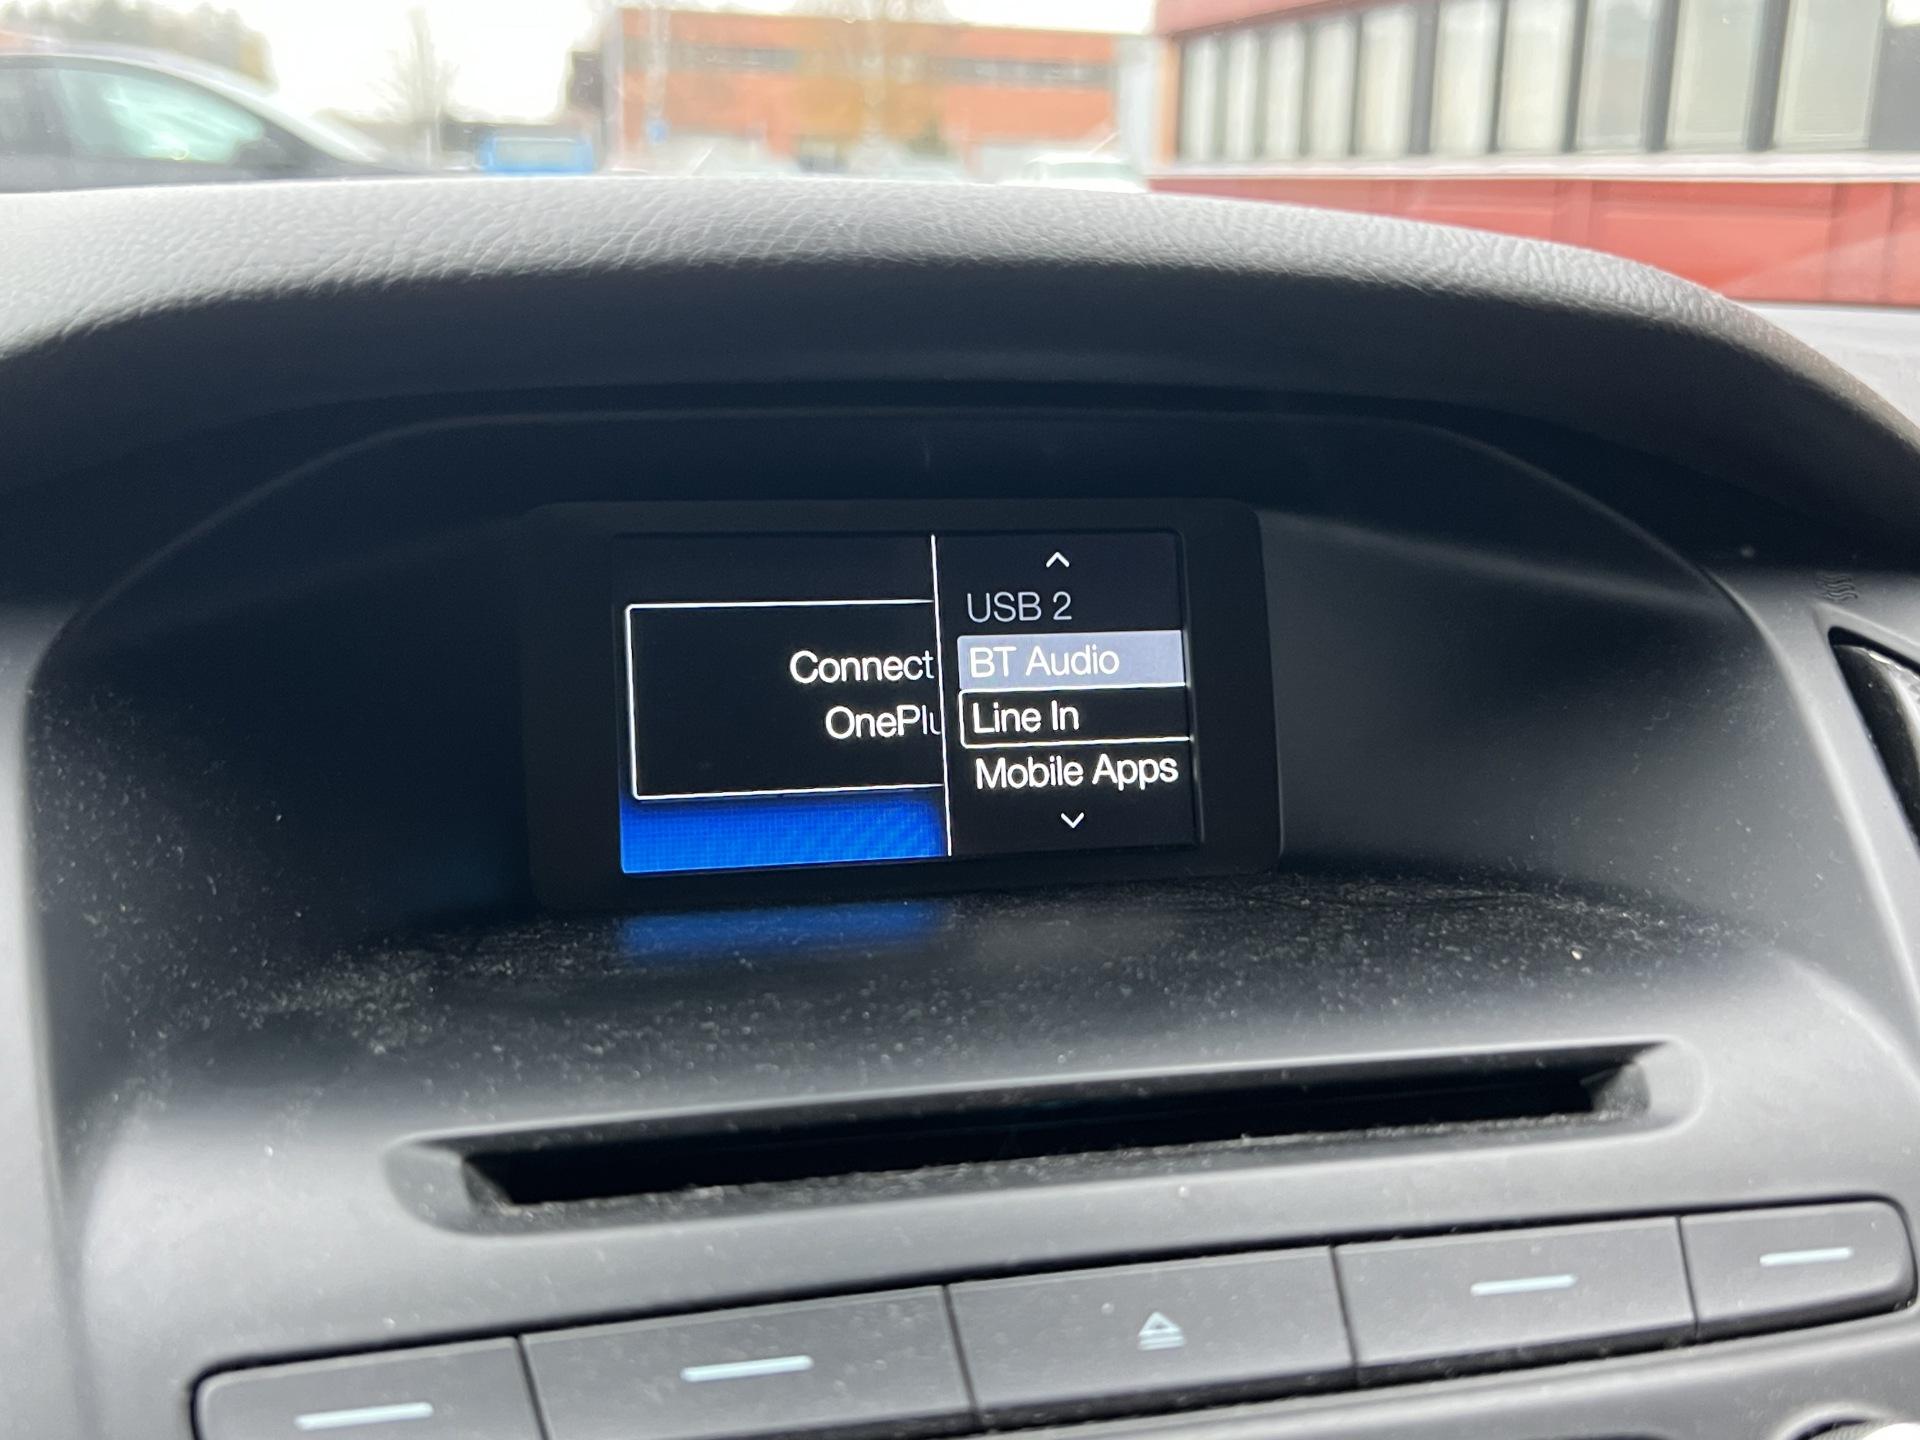 Connect
OnePlu
USB 2
BT Audio
Line In
Mobile Apps